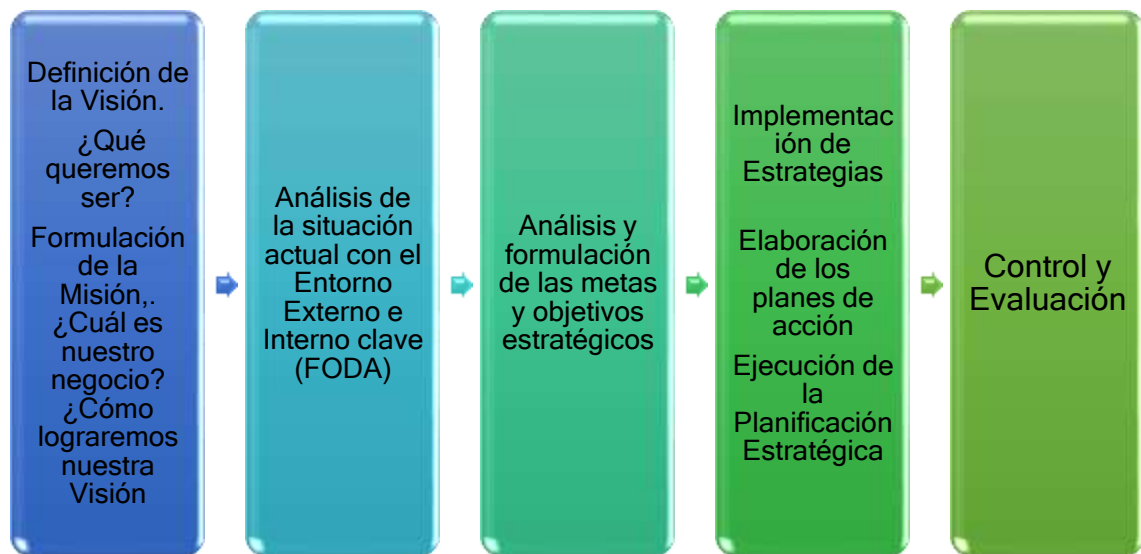 Definición de
la Visión.
¿Qué
queremos
ser?
Formulación
de la
Misión,.
¿Cuál es
nuestro
negocio?
¿Cómo
lograremos
nuestra
Visión
Análisis de
la situación
actual con el
Entorno
Externo e
Interno clave
(FODA)
Análisis y
formulación
de las metas
y objetivos
estratégicos
Implementac
ión de
Estrategias
Elaboración
de los
planes de
acción
Ejecución de
la
Planificación
Estratégica
Control y
Evaluación